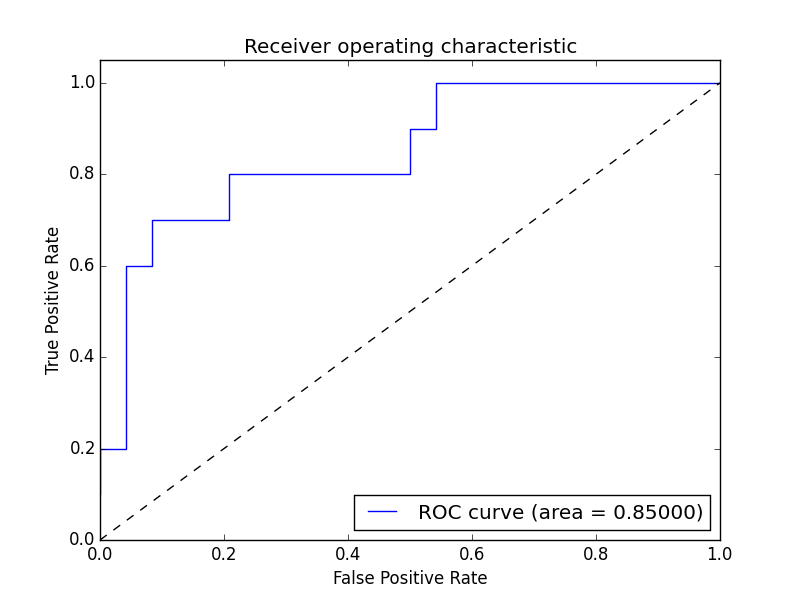 Receiver operating characteristic
True Positive Rate
1.0
0.8
0.6
0.4
0.2
0.0
ROC curve (area = 0.85000)
0.0 0.2 0.4 0.6 0.8 1.0
False Positive Rate